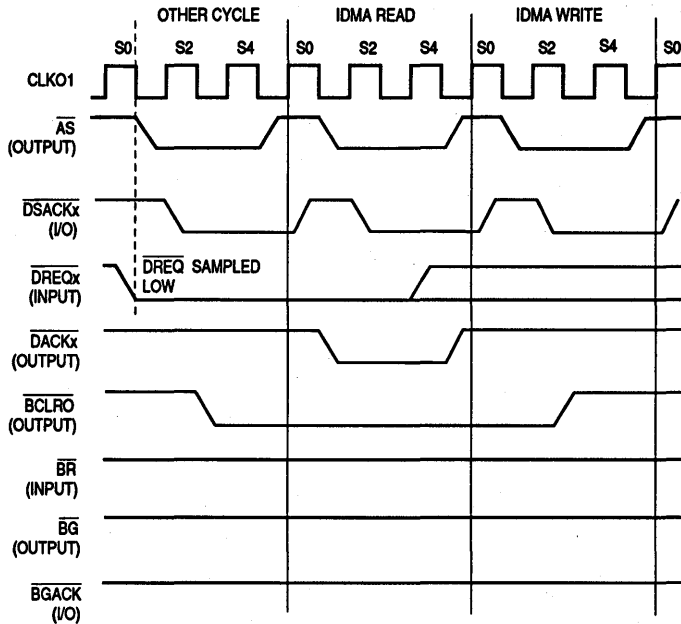 OTHER CYCLE IDMA READ IDMA WRITE
S0 S2 S4 S0 S2 S4 S0 S2 S4 S0
CLKO1
AS
(OUTPUT)
DSACKx
(I/O)
DREQx
(INPUT)
DREQ SAMPLED
LOW
DACKx
(OUTPUT)
BCLRO
(OUTPUT)
BR
(INPUT)
BG
(OUTPUT)
BGACK
(I/O)